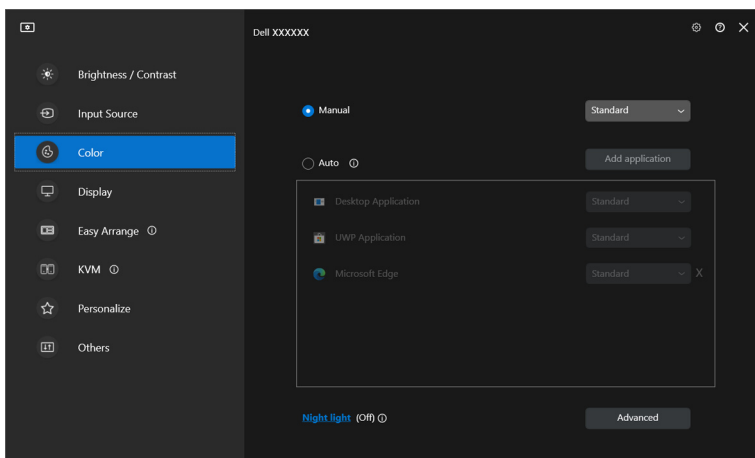 Dell XXXXXX
Brightness / Contrast
Input Source
Color
Display
Easy Arrange
KVM
Personalize
Others
Manual
Standard
Auto
Add application
Desktop Application
Standard
UWP Application
Standard
Microsoft Edge
Standard
X
Night light (Off)
Advanced